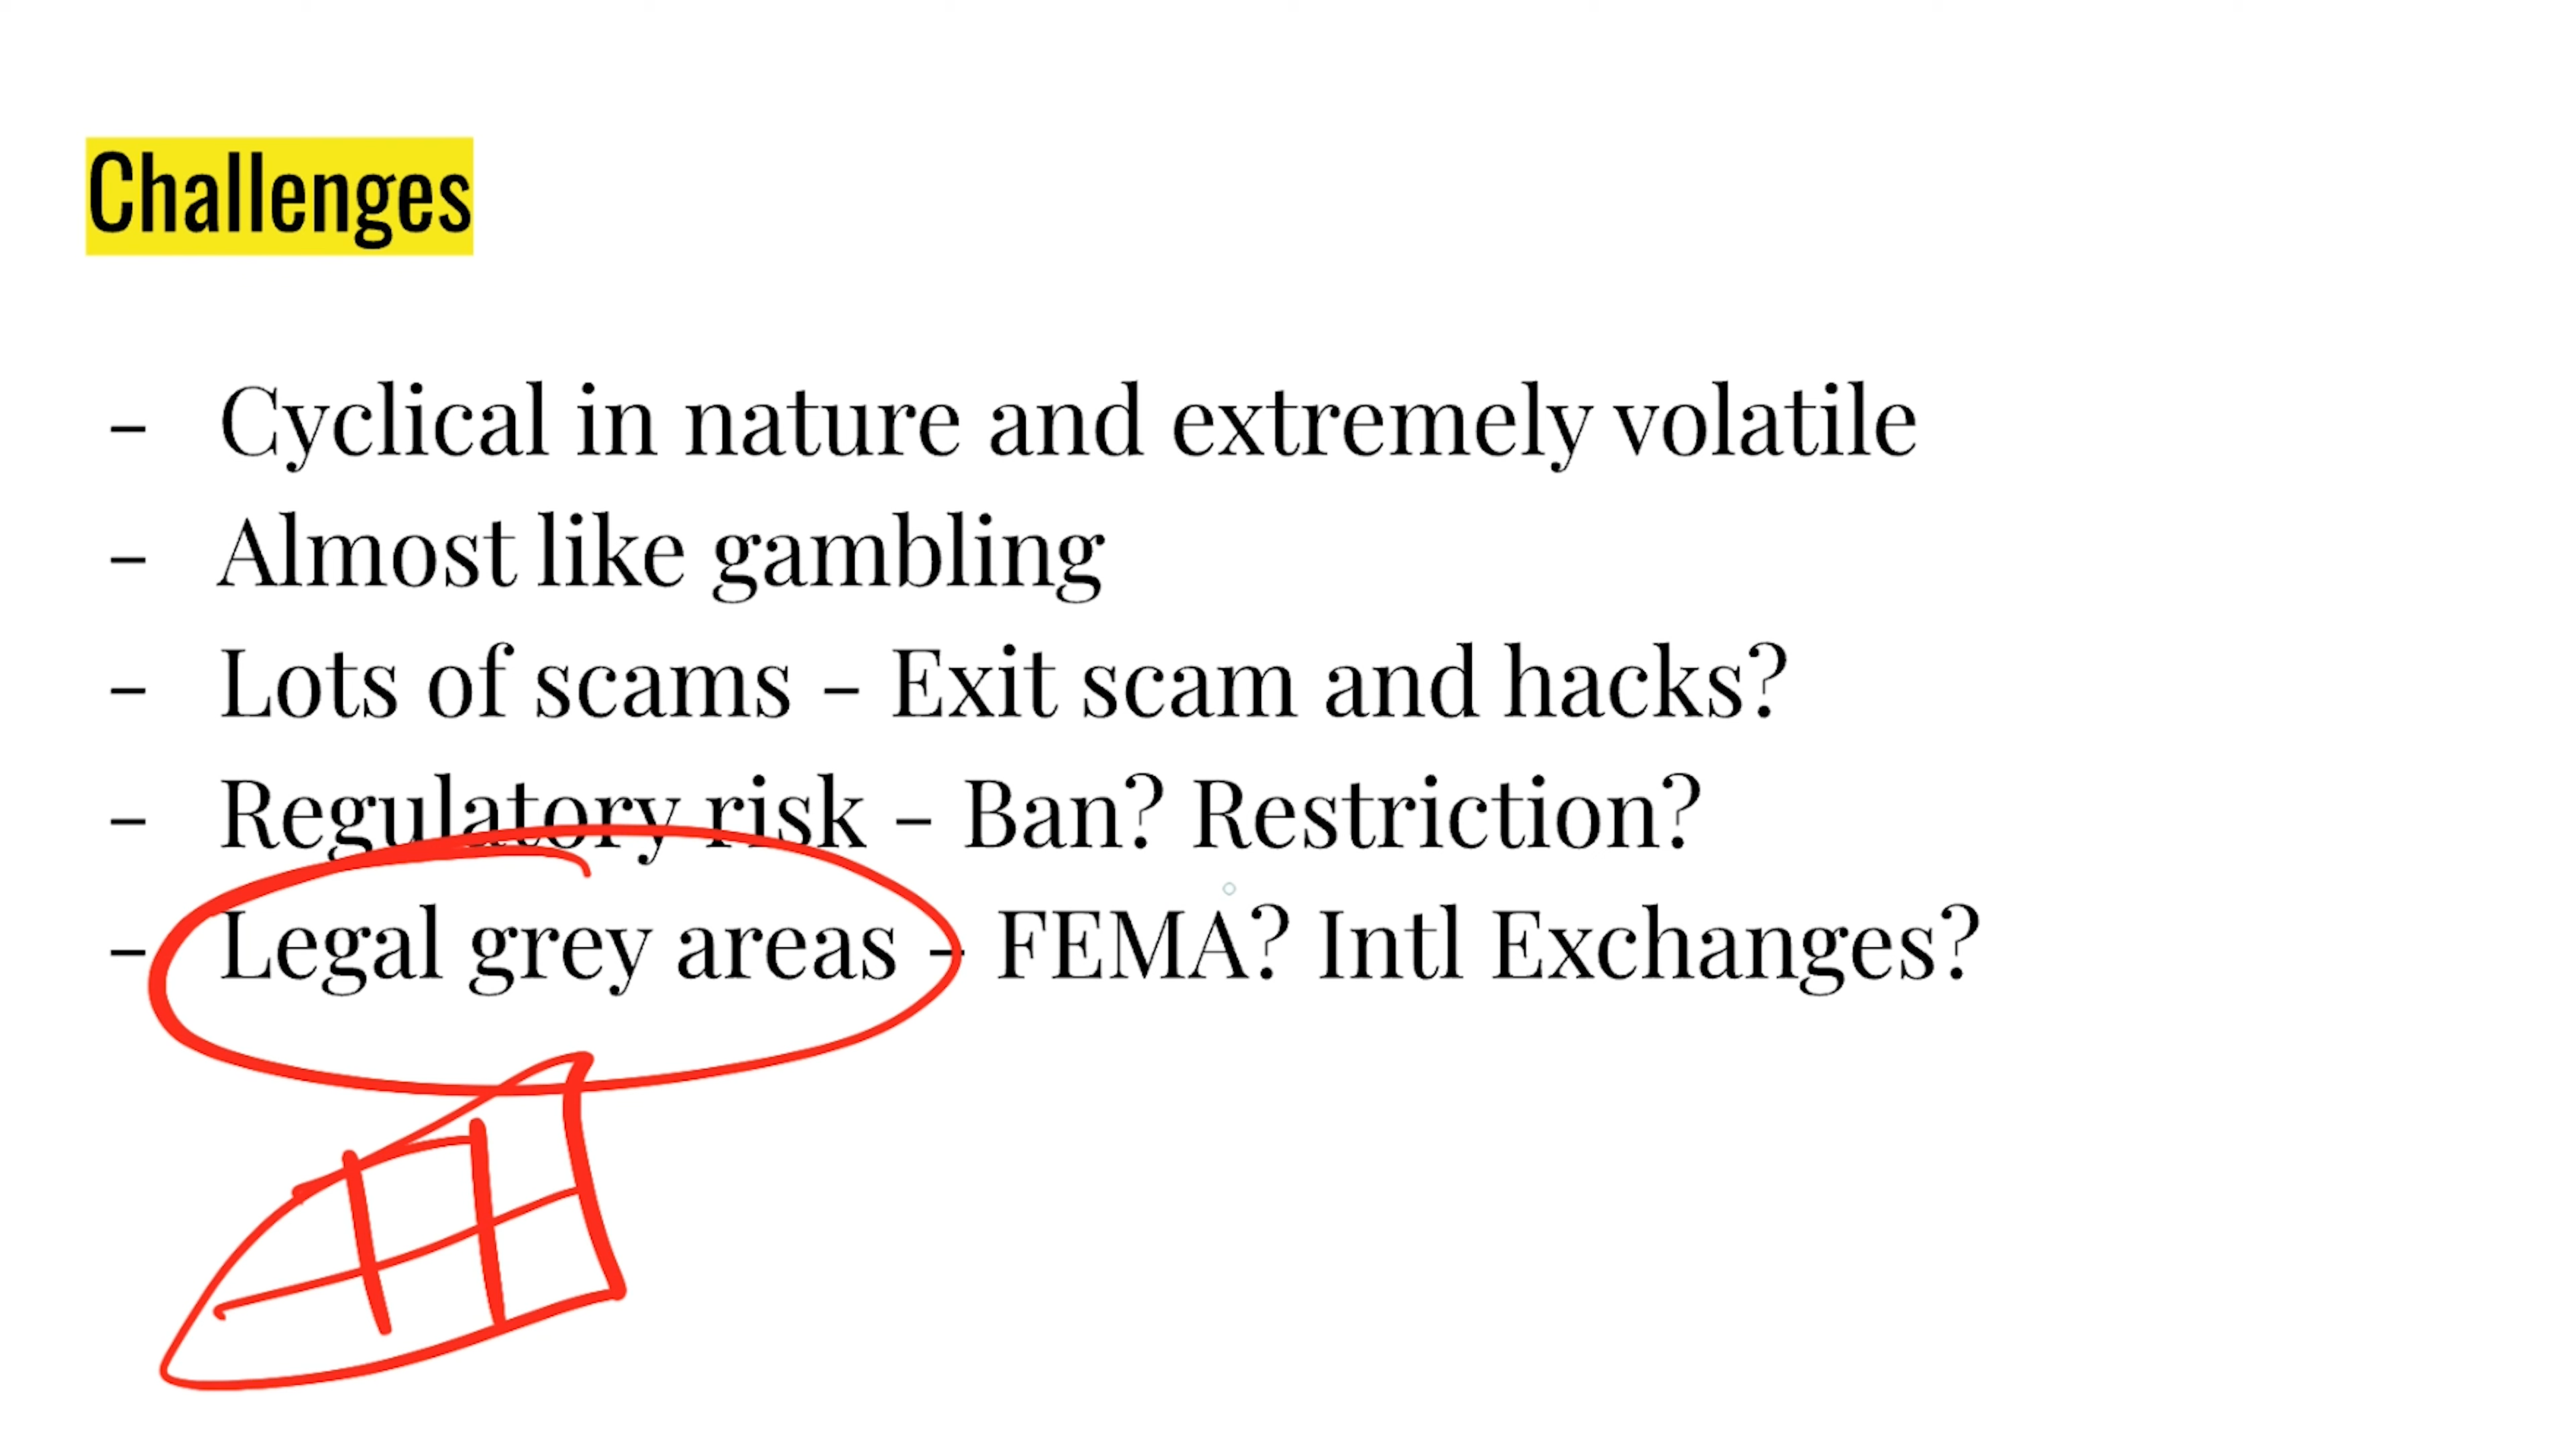 Challenges
- Cyclical in nature and extremely volatile
- Almost like gambling
- Lots of scams - Exit scam and hacks?
- Regulatory risk - Ban? Restriction?
- Legal grey areas - FEMA? Intl Exchanges?